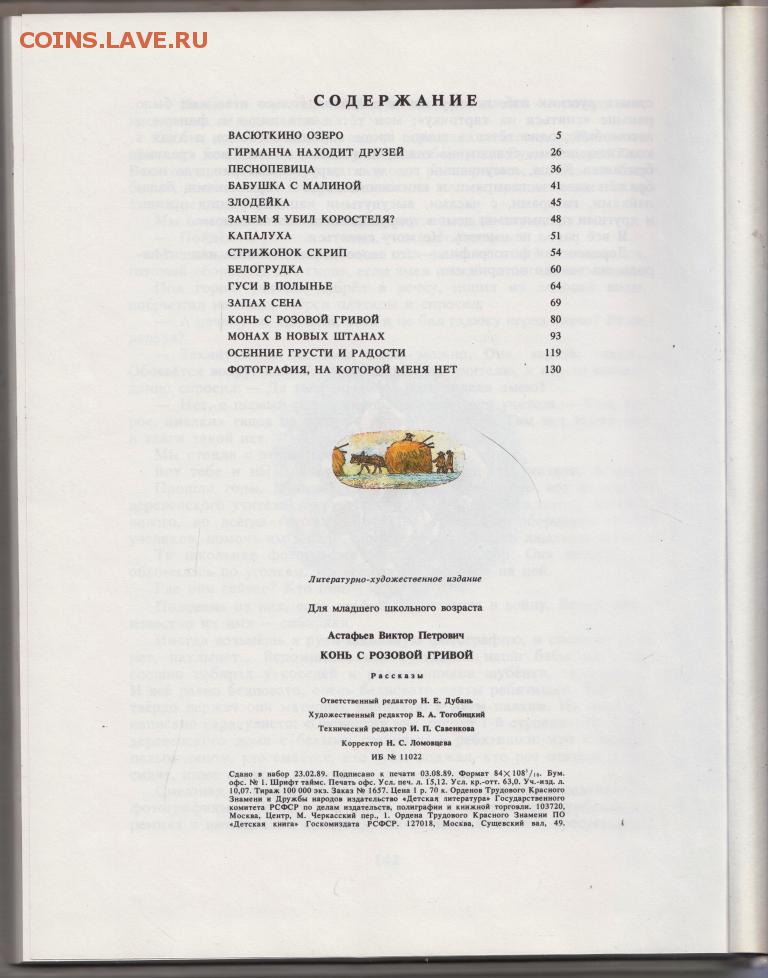 COINS.LAVE.RU
СОДЕРЖАНИЕ
ВАСЮТКИНО ОЗЕРО 5
ГИРМАНЧА НАХОДИТ ДРУЗЕЙ 26
ПЕСНОПЕВИЦА 36
БАБУШКА С МАЛИНОЙ 41
ЗЛОДЕЙКА 45
ЗАЧЕМ Я УБИЛ КОРОСТЕЛЯ? 48
КАПАЛУХА 51
СТРИЖОНОК СКРИП 54
БЕЛОГРУДКА 60
ГУСИ В ПОЛЫНЬЕ 64
ЗАПАХ СЕНА 69
КОНЬ С РОЗОВОЙ ГРИВОЙ 80
МОНАХ В НОВЫХ ШТАНАХ 93
ОСЕННИЕ ГРУСТИ И РАДОСТИ 119
ФОТОГРАФИЯ, НА КОТОРОЙ МЕНЯ НЕТ 130
Литературно-художественное издание
Для младшего школьного возраста
Астафьев Виктор Петрович
КОНЬ С РОЗОВОЙ ГРИВОЙ
Рассказы
Ответственный редактор Н. Е. Дубань
Художественный редактор В. А. Тогобицкий
Технический редактор И. П. Савенкова
Корректор Н. С. Ломовцева
ИБ № 11022
Сдано в набор 23.02.89. Подписано к печати 03.08.89. Формат 84×108¹/₁₆. Бум.
офс. № 1. Шрифт таймс. Печать офс. Усл. печ. л. 15,12. Усл. кр.-отт. 63,0. Уч.-изд. л.
10,07. Тираж 100 000 экз. Заказ № 1657. Цена 1 р. 70 к. Орденов Трудового Красного
Знамени и Дружбы народов издательство «Детская литература» Государственного
комитета РСФСР по делам издательств, полиграфии и книжной торговли. 103720,
Москва, Центр, М. Черкасский пер., 1. Ордена Трудового Красного Знамени ПО
«Детская книга» Госкомиздата РСФСР. 127018, Москва, Сущевский вал, 49.